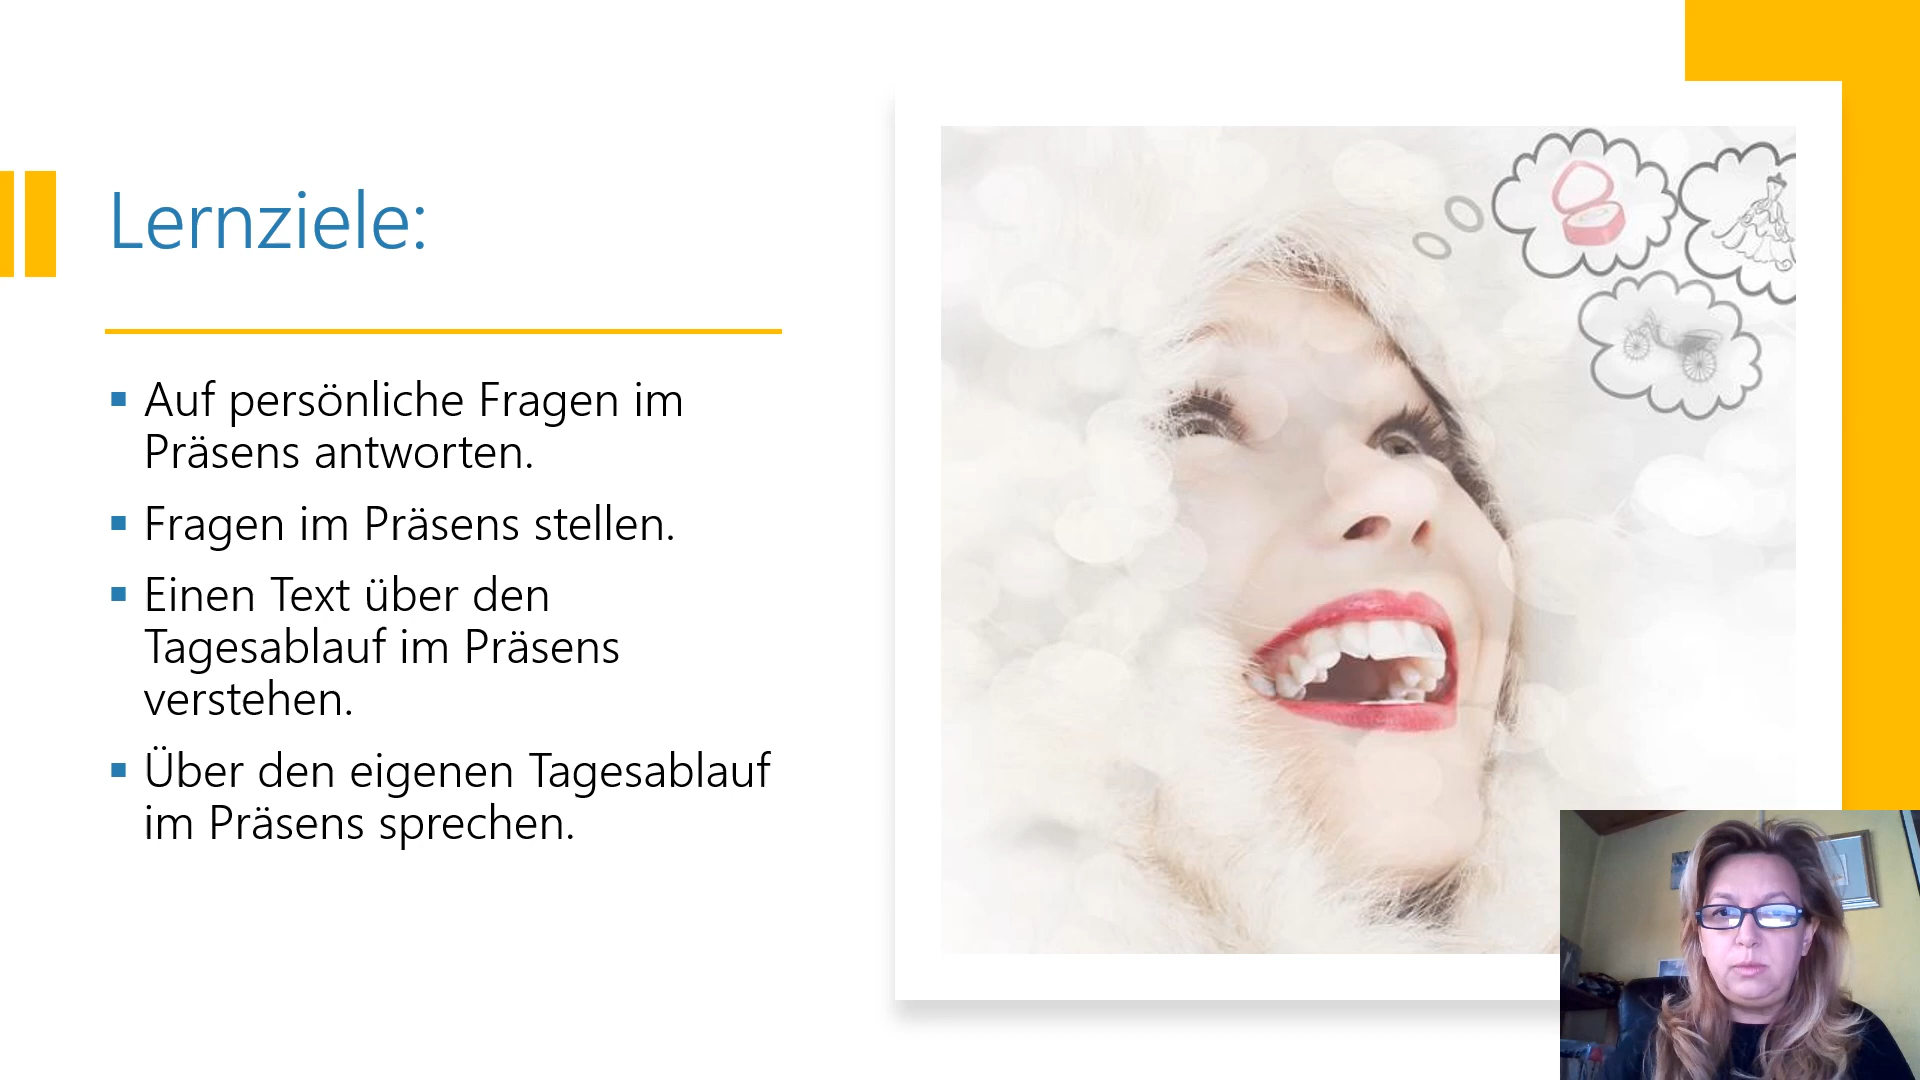 Lernziele:
Auf persönliche Fragen im
Präsens antworten.
Fragen im Präsens stellen.
Einen Text über den
Tagesablauf im Präsens
verstehen.
Über den eigenen Tagesablauf
im Präsens sprechen.